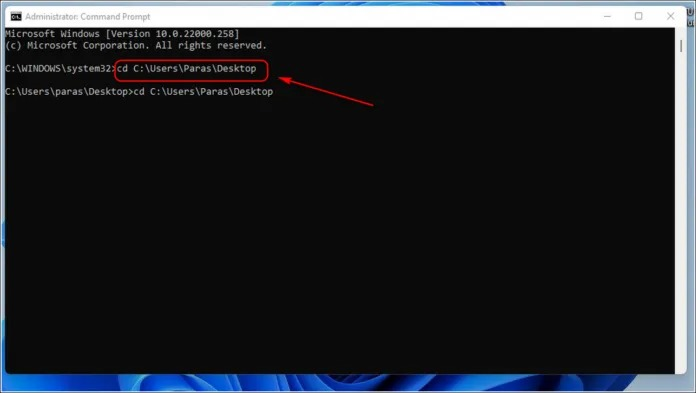 Administrator: Command Prompt
Microsoft Windows [Version 10.0.22000.258]
(c) Microsoft Corporation. All rights reserved.
C:\WINDOWS\system32>cd C:\Users\Paras\Desktop
C:\Users\paras\Desktop>cd C:\Users\Paras\Desktop